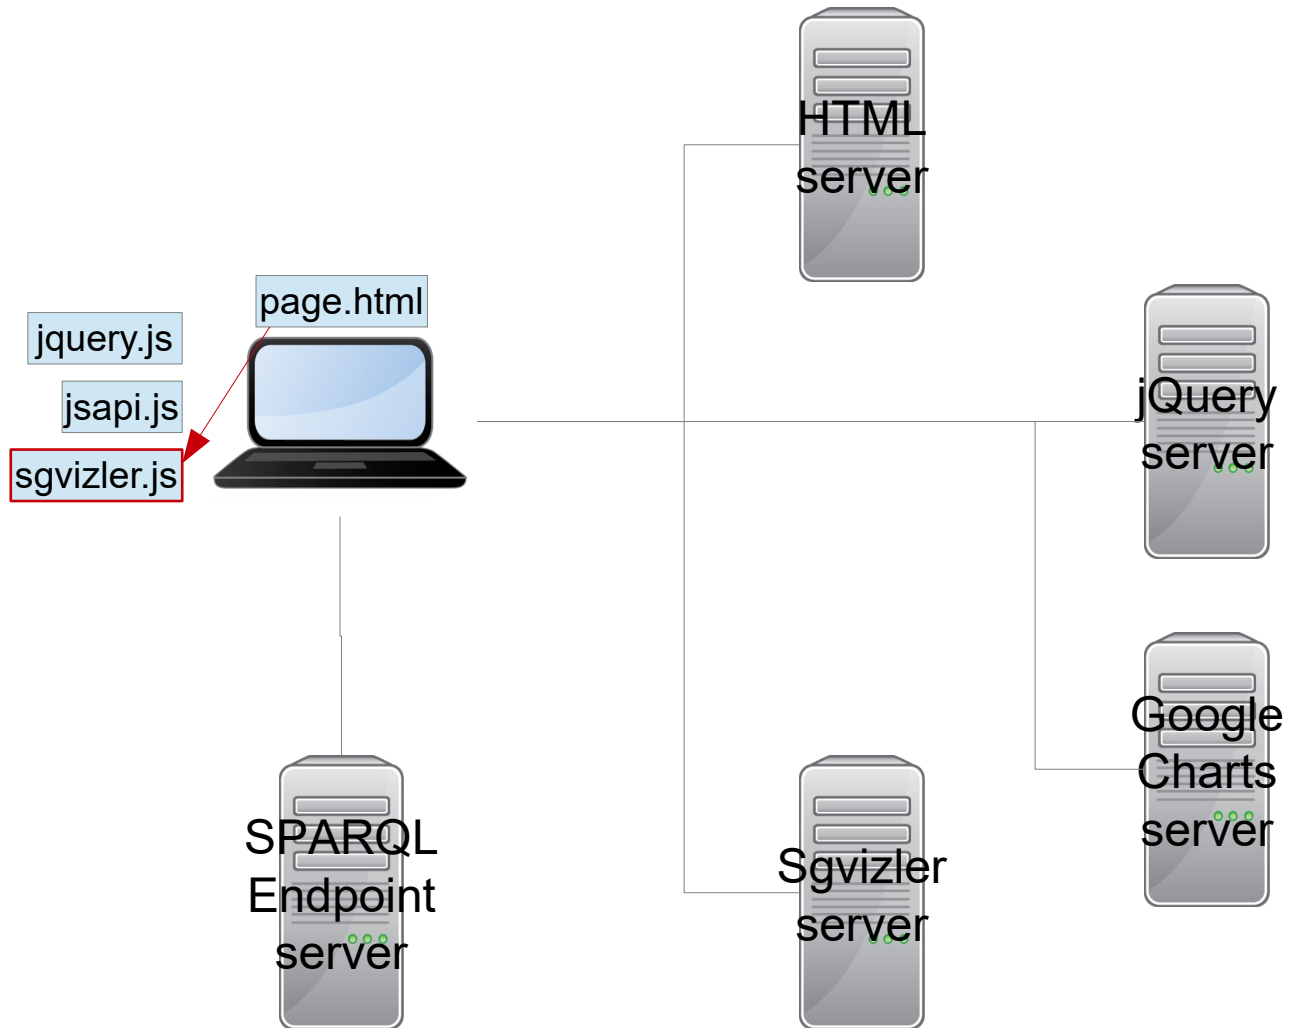 HTML
server
page.html
jquery.js
jsapi.js
sgvizler.js
jQuery
server
Google
Charts
server
SPARQL
Endpoint
server
Sgvizler
server